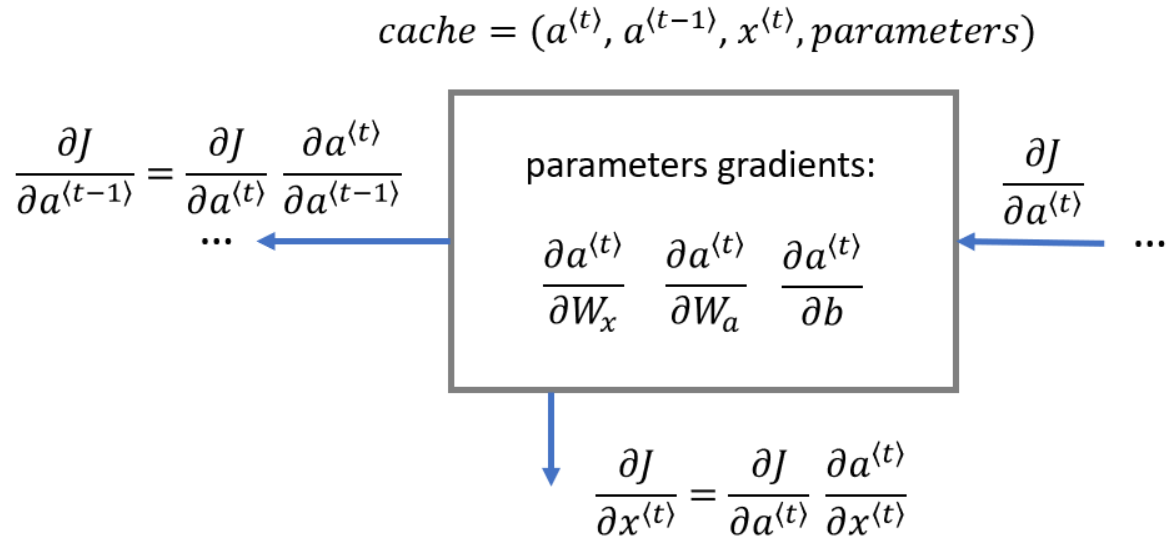 cache = (a⟨t⟩, a⟨t−1⟩, x⟨t⟩, parameters)
∂J/∂a⟨t−1⟩ = ∂J/∂a⟨t⟩ ∂a⟨t⟩/∂a⟨t−1⟩
...
parameters gradients:
∂a⟨t⟩/∂Wₓ ∂a⟨t⟩/∂Wₐ ∂a⟨t⟩/∂b
∂J/∂a⟨t⟩
...
∂J/∂x⟨t⟩ = ∂J/∂a⟨t⟩ ∂a⟨t⟩/∂x⟨t⟩